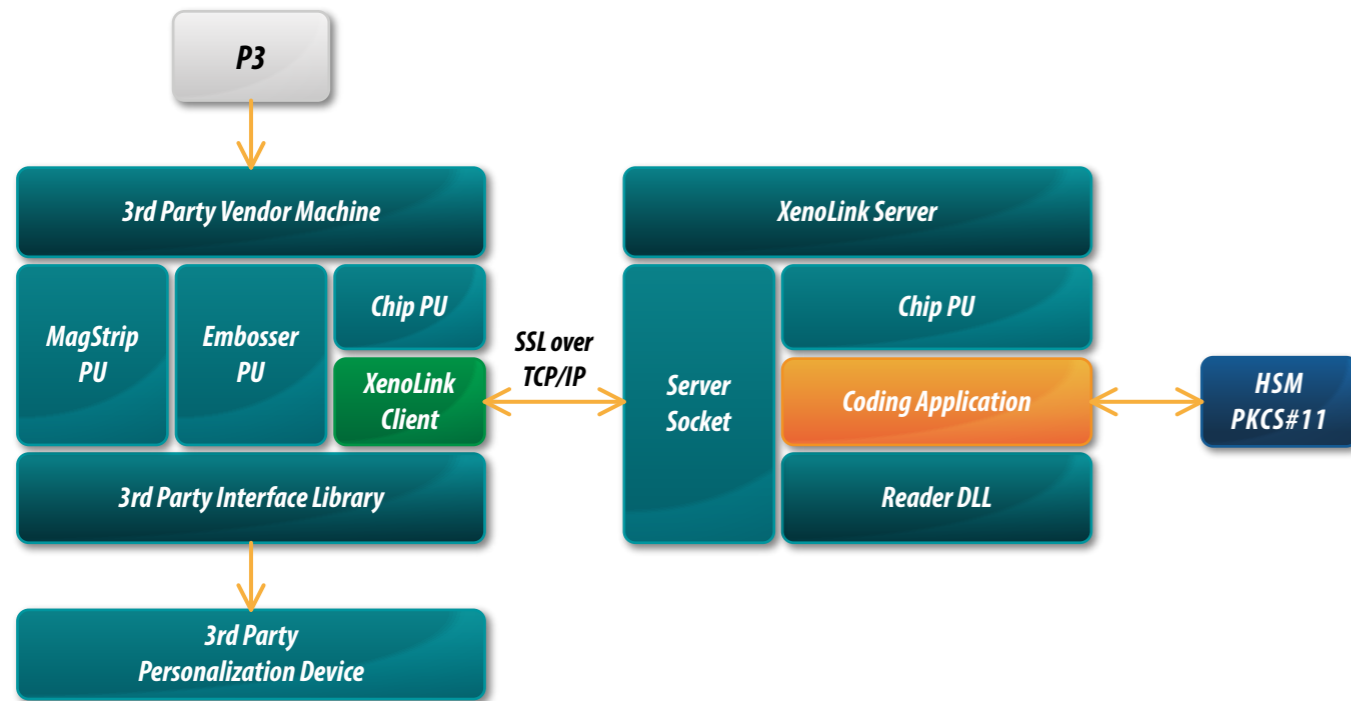 P3
3rd Party Vendor Machine
MagStrip
PU
Embosser
PU
Chip PU
XenoLink
Client
3rd Party Interface Library
3rd Party
Personalization Device
SSL over
TCP/IP
XenoLink Server
Server
Socket
Chip PU
Coding Application
Reader DLL
HSM
PKCS#11